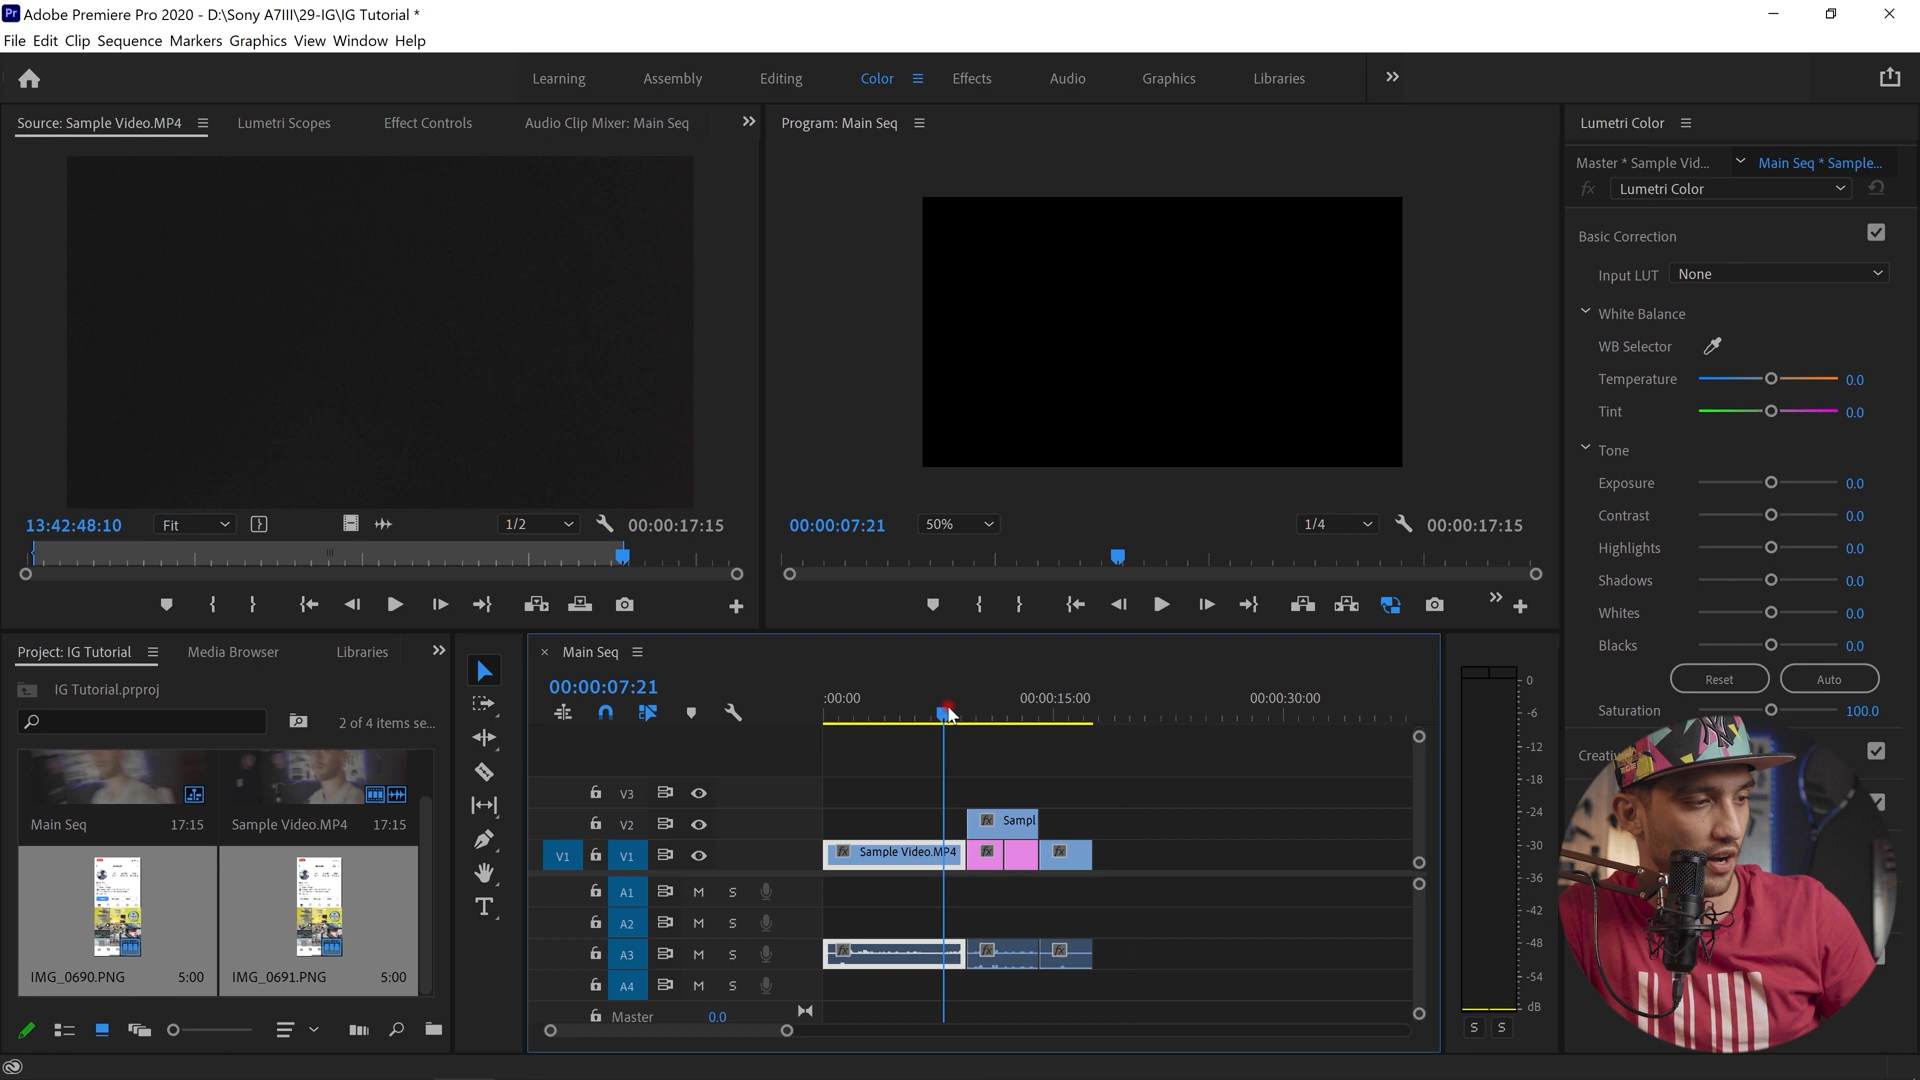 Adobe Premiere Pro 2020 - D:\Sony A7III\29-IG\IG Tutorial *
File Edit Clip Sequence Markers Graphics View Window Help
Learning Assembly Editing Color Effects Audio Graphics Libraries
Source: Sample Video.MP4 Lumetri Scopes Effect Controls Audio Clip Mixer: Main Seq
Program: Main Seq
Lumetri Color
Master * Sample Vid... Main Seq * Sample...
fx Lumetri Color
Basic Correction
Input LUT None
White Balance
WB Selector
Temperature 0.0
Tint 0.0
Tone
Exposure 0.0
Contrast 0.0
Highlights 0.0
Shadows 0.0
Whites 0.0
Blacks 0.0
Reset Auto
Saturation 100.0
13:42:48:10 Fit 1/2 00:00:17:15
00:00:07:21 50% 1/4 00:00:17:15
Project: IG Tutorial Media Browser Libraries
IG Tutorial.prproj
2 of 4 items se...
Main Seq 17:15
Sample Video.MP4 17:15
IMG_0690.PNG 5:00
IMG_0691.PNG 5:00
Main Seq
00:00:07:21
:00:00 00:00:15:00 00:00:30:00
V3
V2 fx Sampl
V1 V1 fx Sample Video.MP4 fx fx
A1 M S
A2 M S
A3 M S fx fx fx
A4 M S
Master 0.0
0
-6
-12
-18
-24
-30
-36
-42
-48
-54
dB
S S